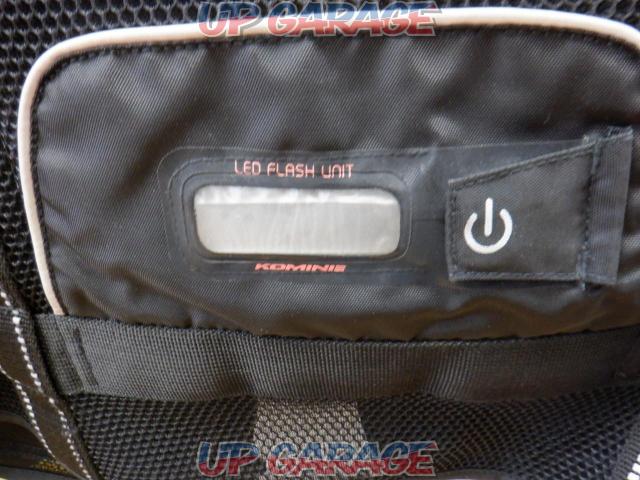 UP GARAGE
LED FLASH UNIT
KOMINE
UP GARAGE